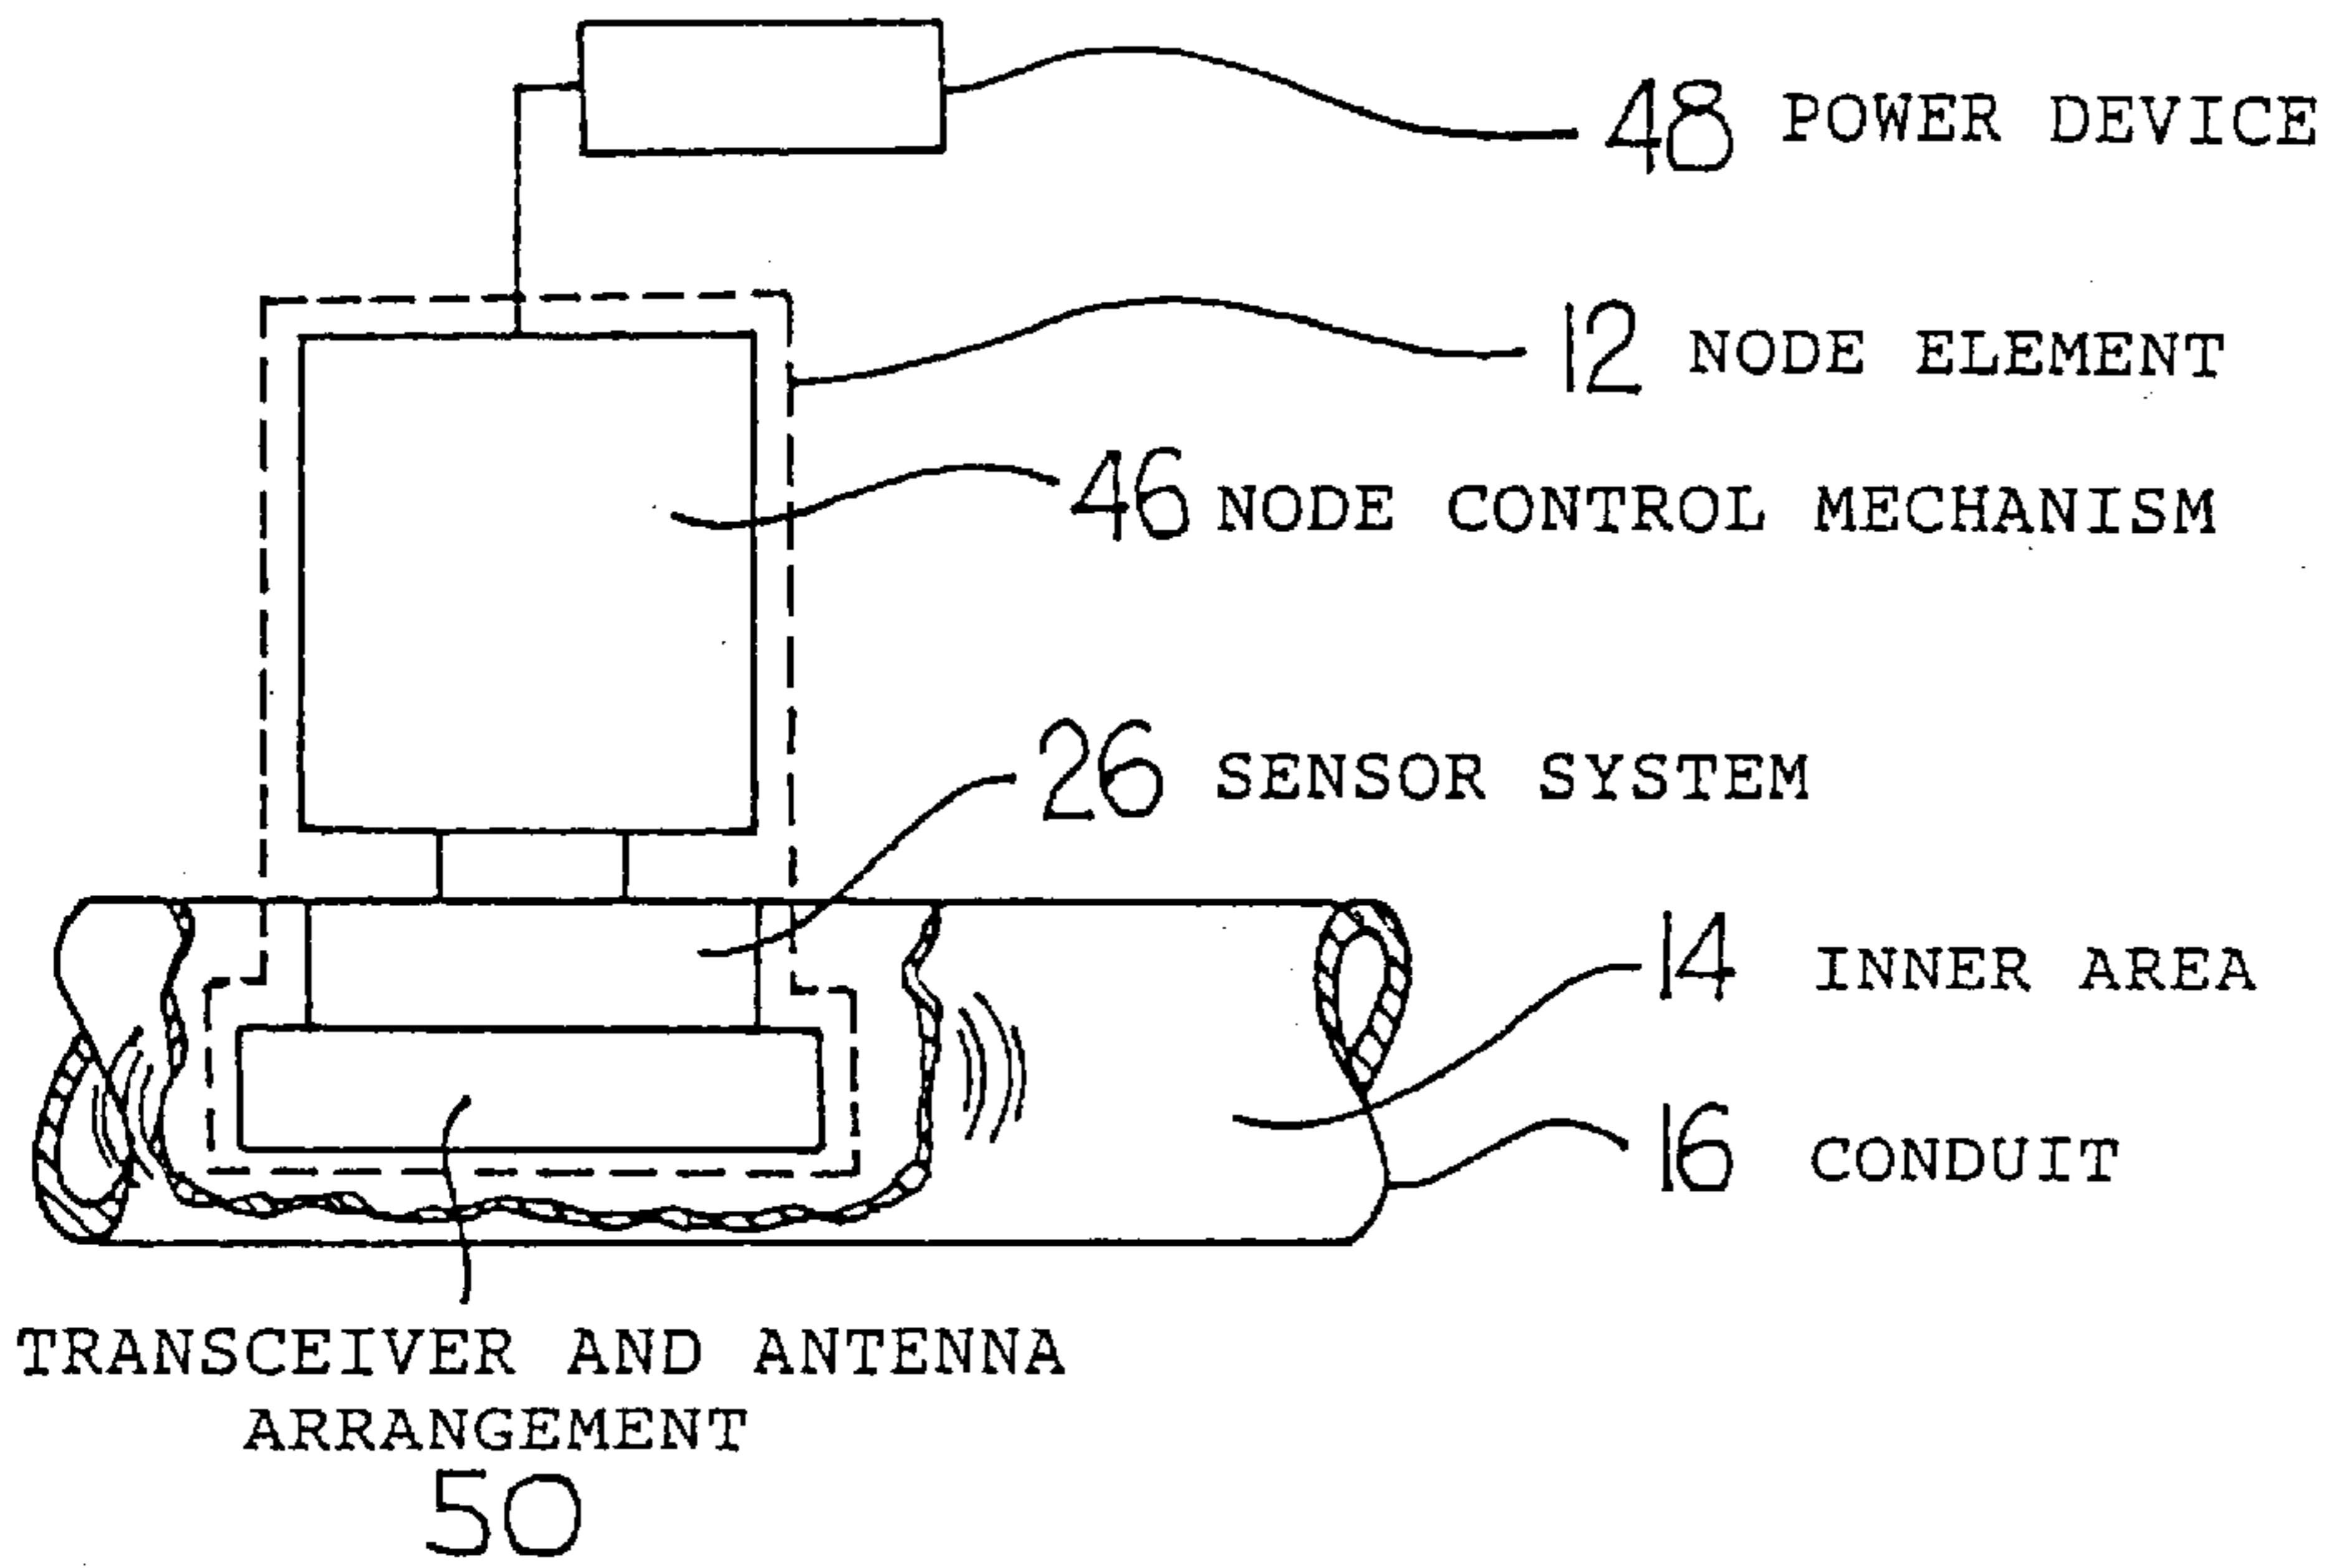 48 POWER DEVICE
12 NODE ELEMENT
46 NODE CONTROL MECHANISM
26 SENSOR SYSTEM
14 INNER AREA
16 CONDUIT
TRANSCEIVER AND ANTENNA
ARRANGEMENT
50